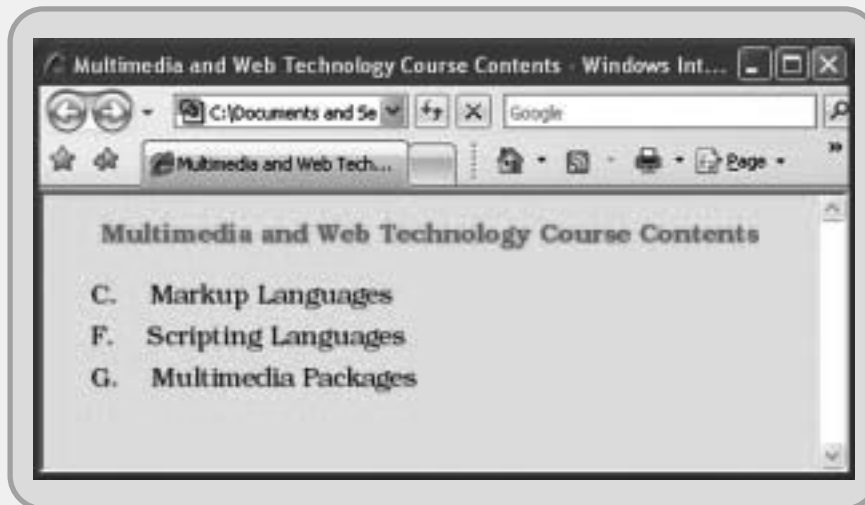 Multimedia and Web Technology Course Contents - Windows Int....
C:\Documents and Se
Google
Multimedia and Web Tech...
Page
Multimedia and Web Technology Course Contents
C. Markup Languages
F. Scripting Languages
G. Multimedia Packages